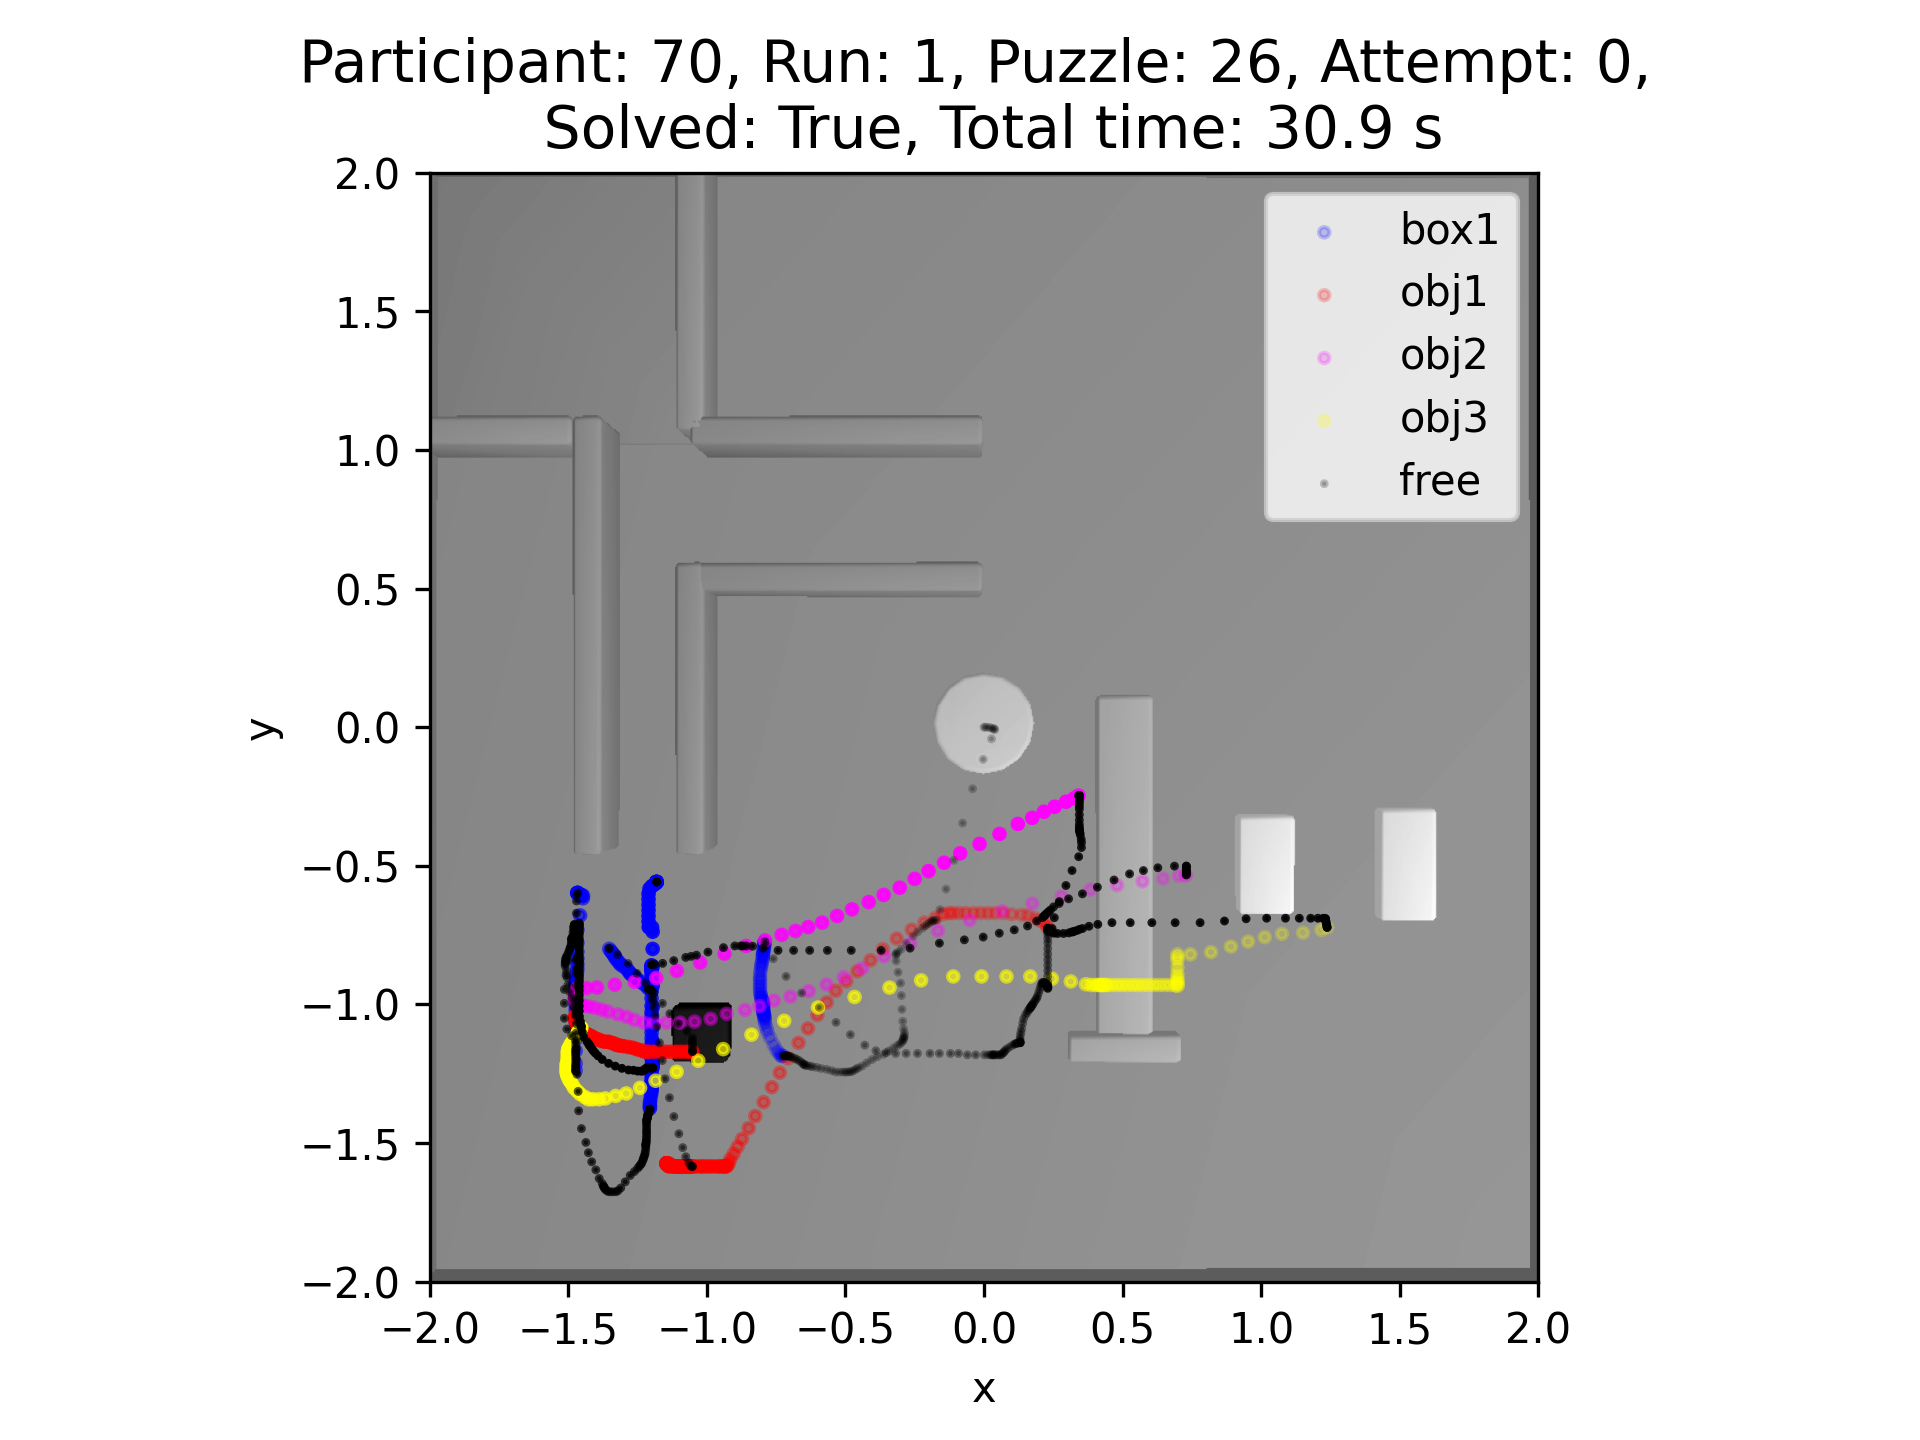 Participant: 70, Run: 1, Puzzle: 26, Attempt: 0,
Solved: True, Total time: 30.9 s
box1
obj1
obj2
obj3
free
2.0
1.5
1.0
0.5
0.0
−0.5
−1.0
−1.5
−2.0
y
−2.0 −1.5 −1.0 −0.5 0.0 0.5 1.0 1.5 2.0
x